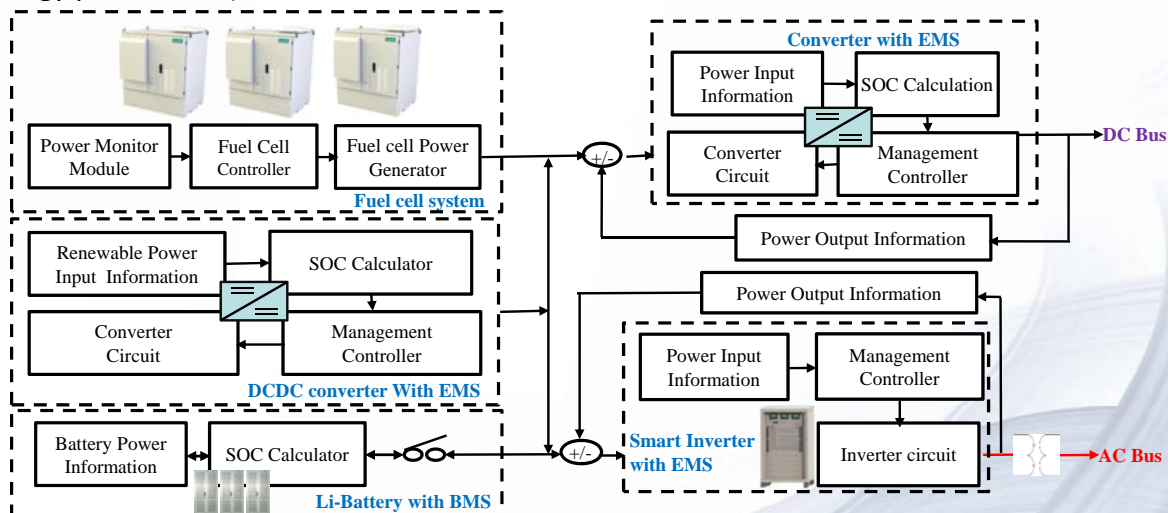 Converter with EMS
Power Input
Information
SOC Calculation
DC Bus
Power Monitor
Module
Fuel Cell
Controller
Fuel cell Power
Generator
+/-
Converter
Circuit
Management
Controller
Fuel cell system
Renewable Power
Input Information
SOC Calculator
Power Output Information
Power Output Information
Converter
Circuit
Management
Controller
DCDC converter With EMS
Power Input
Information
Management
Controller
Battery Power
Information
SOC Calculator
+/-
Smart Inverter
with EMS
Inverter circuit
AC Bus
Li-Battery with BMS